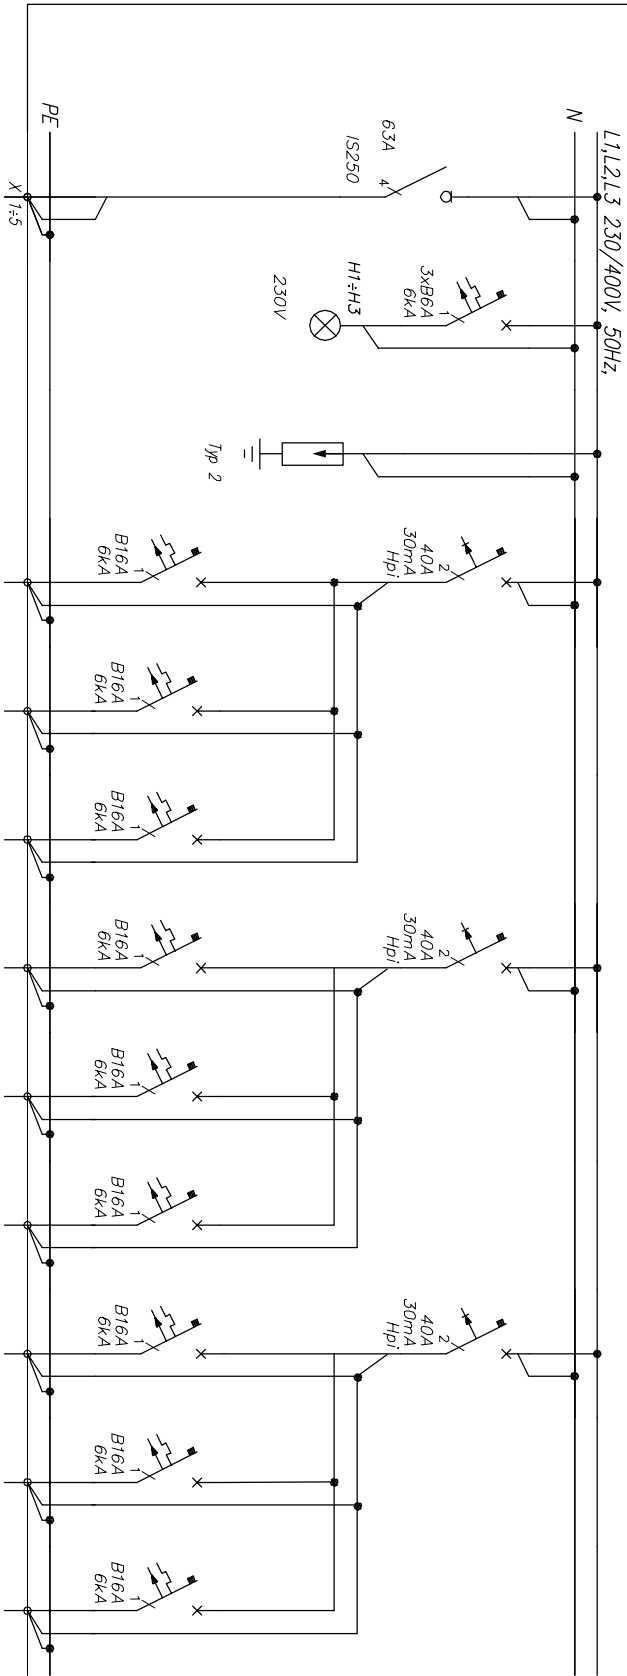 L1,L2,L3 230/400V, 50Hz,
N
PE
63A
IS250
4
X 1÷5
3xB6A
6kA
1
H1÷H3
230V
Typ 2
40A
30mA
Hpi
2
B16A
6kA
1
B16A
6kA
1
B16A
6kA
1
40A
30mA
Hpi
2
B16A
6kA
1
B16A
6kA
1
B16A
6kA
1
40A
30mA
Hpi
2
B16A
6kA
1
B16A
6kA
1
B16A
6kA
1